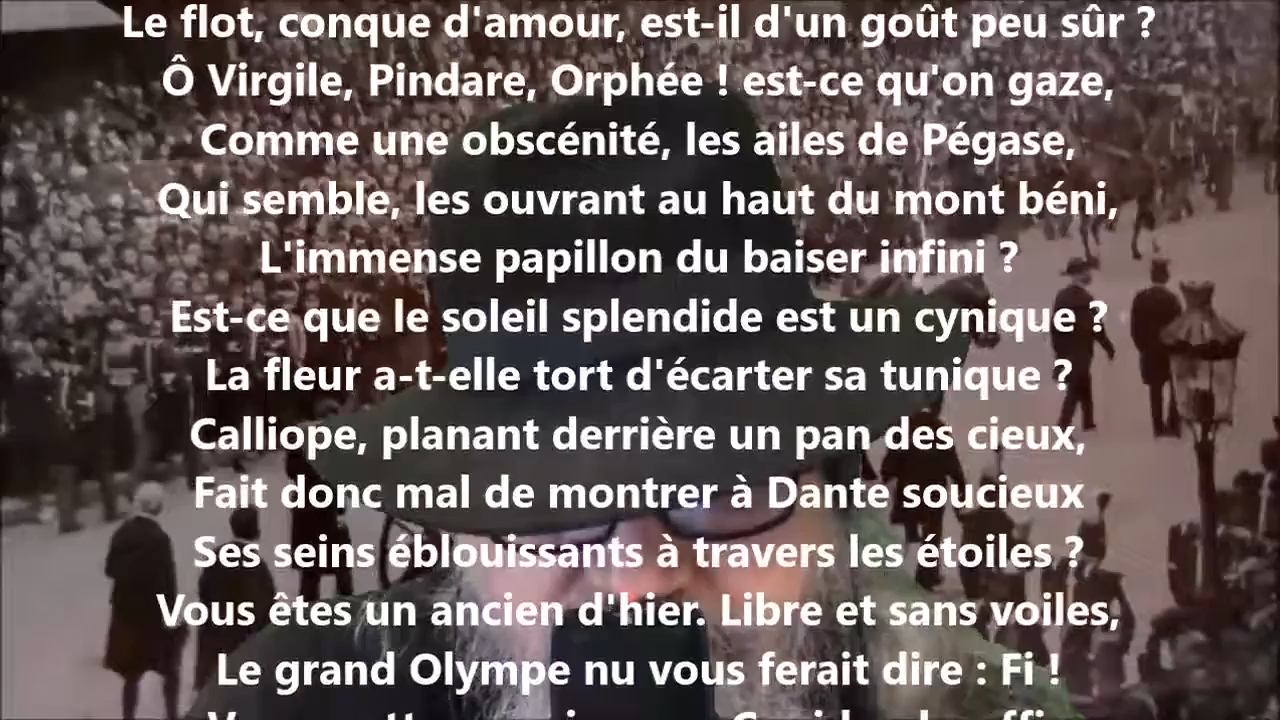 Le flot, conque d'amour, est-il d'un goût peu sûr ?
Ô Virgile, Pindare, Orphée ! est-ce qu'on gaze,
Comme une obscénité, les ailes de Pégase,
Qui semble, les ouvrant au haut du mont béni,
L'immense papillon du baiser infini ?
Est-ce que le soleil splendide est un cynique ?
La fleur a-t-elle tort d'écarter sa tunique ?
Calliope, planant derrière un pan des cieux,
Fait donc mal de montrer à Dante soucieux
Ses seins éblouissants à travers les étoiles ?
Vous êtes un ancien d'hier. Libre et sans voiles,
Le grand Olympe nu vous ferait dire : Fi !